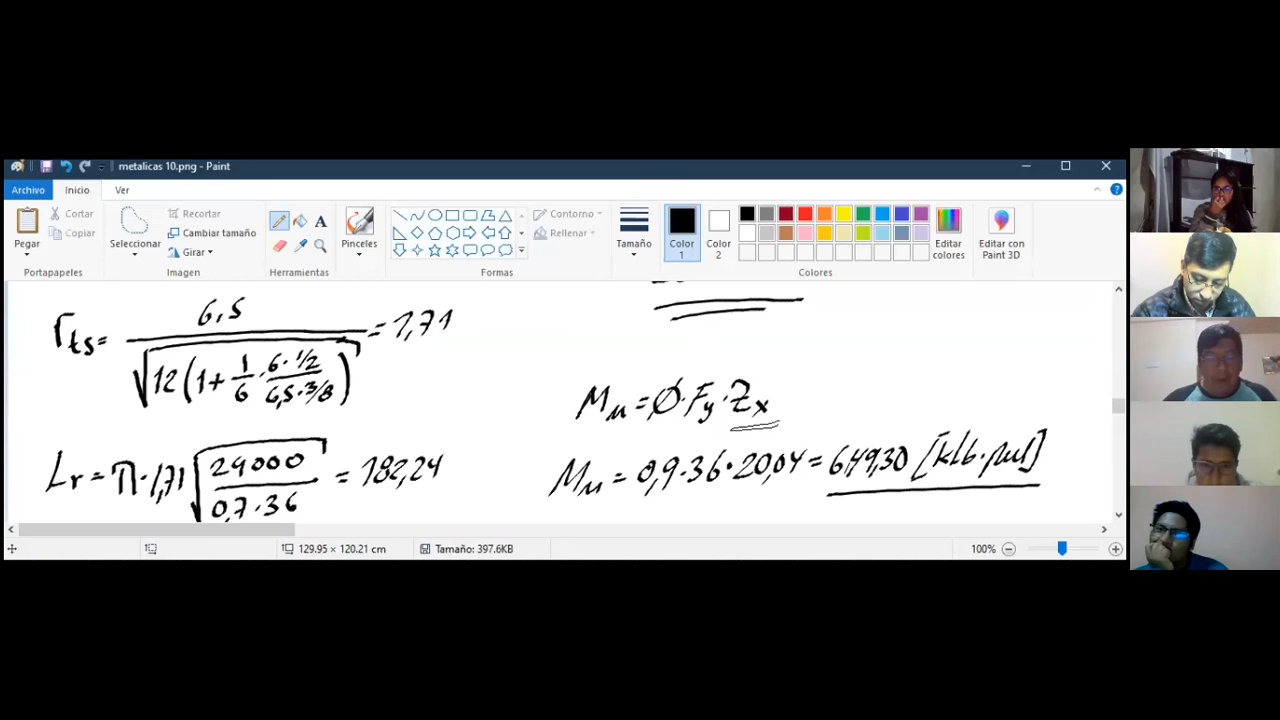 metalicas 10.png - Paint
Archivo Inicio Ver
Pegar
Cortar
Copiar
Portapapeles
Seleccionar
Recortar
Cambiar tamaño
Girar
Imagen
A
Herramientas
Pinceles
Contorno
Rellenar
Formas
Tamaño
Color 1
Color 2
Colores
Editar colores
Editar con Paint 3D
rts = 6,5 / √(12(1+1/6·(6·1/2)/(6,5·3/8))) = 1,71
Mu = Ø·Fy·Zx
Lr = π·1,71 √(29000/(0,7·36)) = 182,24
Mu = 0,9·36·20,04 = 649,30 [klb·pul]
129.95 × 120.21 cm
Tamaño: 397.6KB
100%